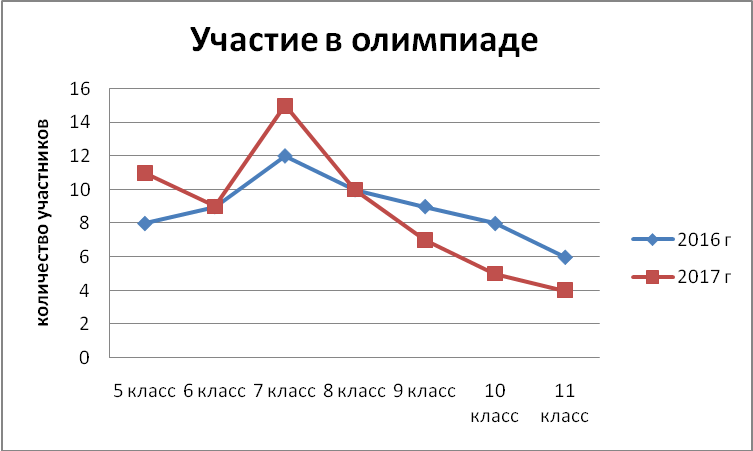 Участие в олимпиаде
количество участников
16
14
12
10
8
6
4
2
0
5 класс 6 класс 7 класс 8 класс 9 класс 10 класс 11 класс
2016 г
2017 г